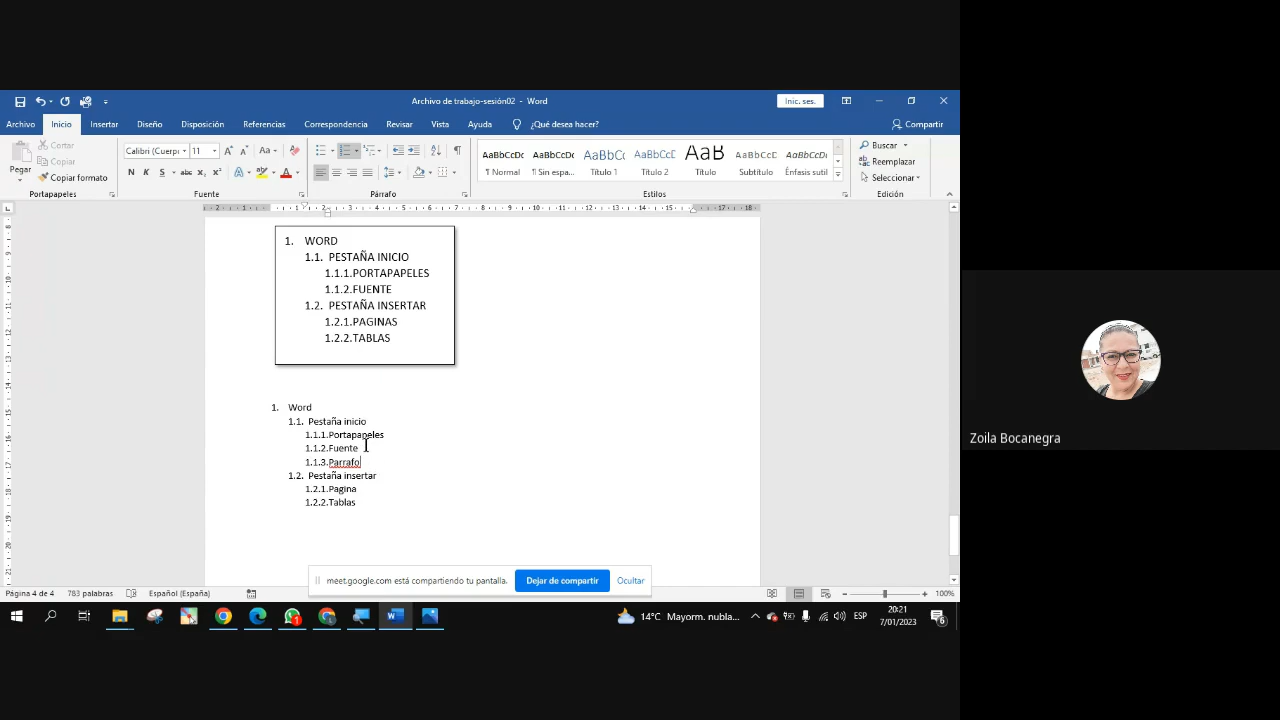 Archivo de trabajo-sesión02 - Word
Inic. ses.
Archivo Inicio Insertar Diseño Disposición Referencias Correspondencia Revisar Vista Ayuda ¿Qué desea hacer? Compartir
Pegar
Cortar
Copiar
Copiar formato
Calibri (Cuerp 11
N K S abc x₂ x²
AaBbCcDc AaBbCcDc AaBbCc AaBbCcC AaB AaBbCcC AaBbCcDc
¶ Normal ¶ Sin espa... Título 1 Título 2 Título Subtítulo Énfasis sutil
Buscar
Reemplazar
Seleccionar
Portapapeles Fuente Párrafo Estilos Edición
1. WORD
1.1. PESTAÑA INICIO
1.1.1.PORTAPAPELES
1.1.2.FUENTE
1.2. PESTAÑA INSERTAR
1.2.1.PAGINAS
1.2.2.TABLAS
1. Word
1.1. Pestaña inicio
1.1.1.Portapapeles
1.1.2.Fuente
1.1.3.Parrafo
1.2. Pestaña insertar
1.2.1.Pagina
1.2.2.Tablas
meet.google.com está compartiendo tu pantalla. Dejar de compartir Ocultar
Página 4 de 4 783 palabras Español (España) 100%
14°C Mayorm. nubla... ESP
20:21
7/01/2023
6
Zoila Bocanegra